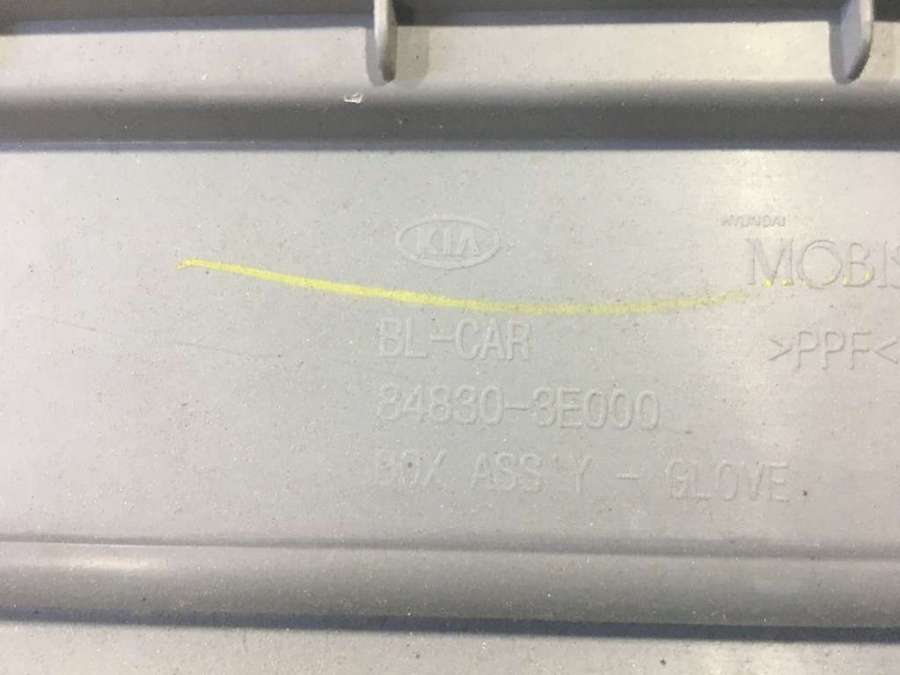 KIA
HYUNDAI
MOBIS
BL-CAR
>PPF<
84830-3E000
BOX ASS'Y - GLOVE